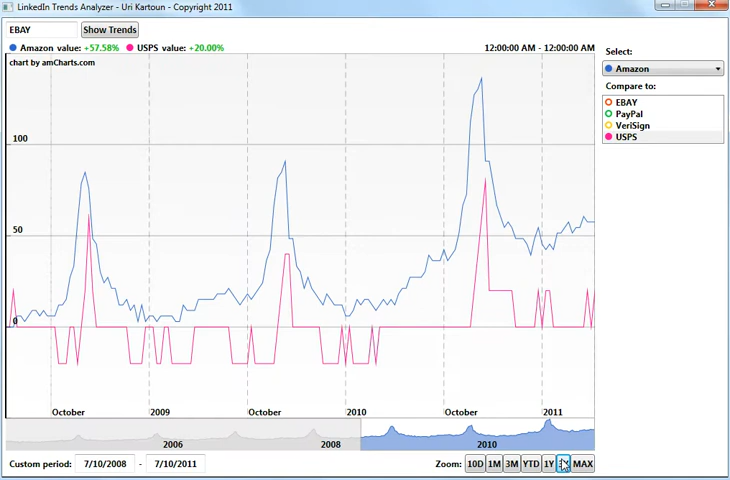 LinkedIn Trends Analyzer - Uri Kartoun - Copyright 2011
EBAY Show Trends
Amazon value: +57.58% USPS value: +20.00% 12:00:00 AM - 12:00:00 AM
chart by amCharts.com
Select:
Amazon
Compare to:
EBAY
PayPal
VeriSign
USPS
100
50
0
October 2009 October 2010 October 2011
2006 2008 2010
Custom period: 7/10/2008 - 7/10/2011 Zoom: 10D 1M 3M YTD 1Y MAX